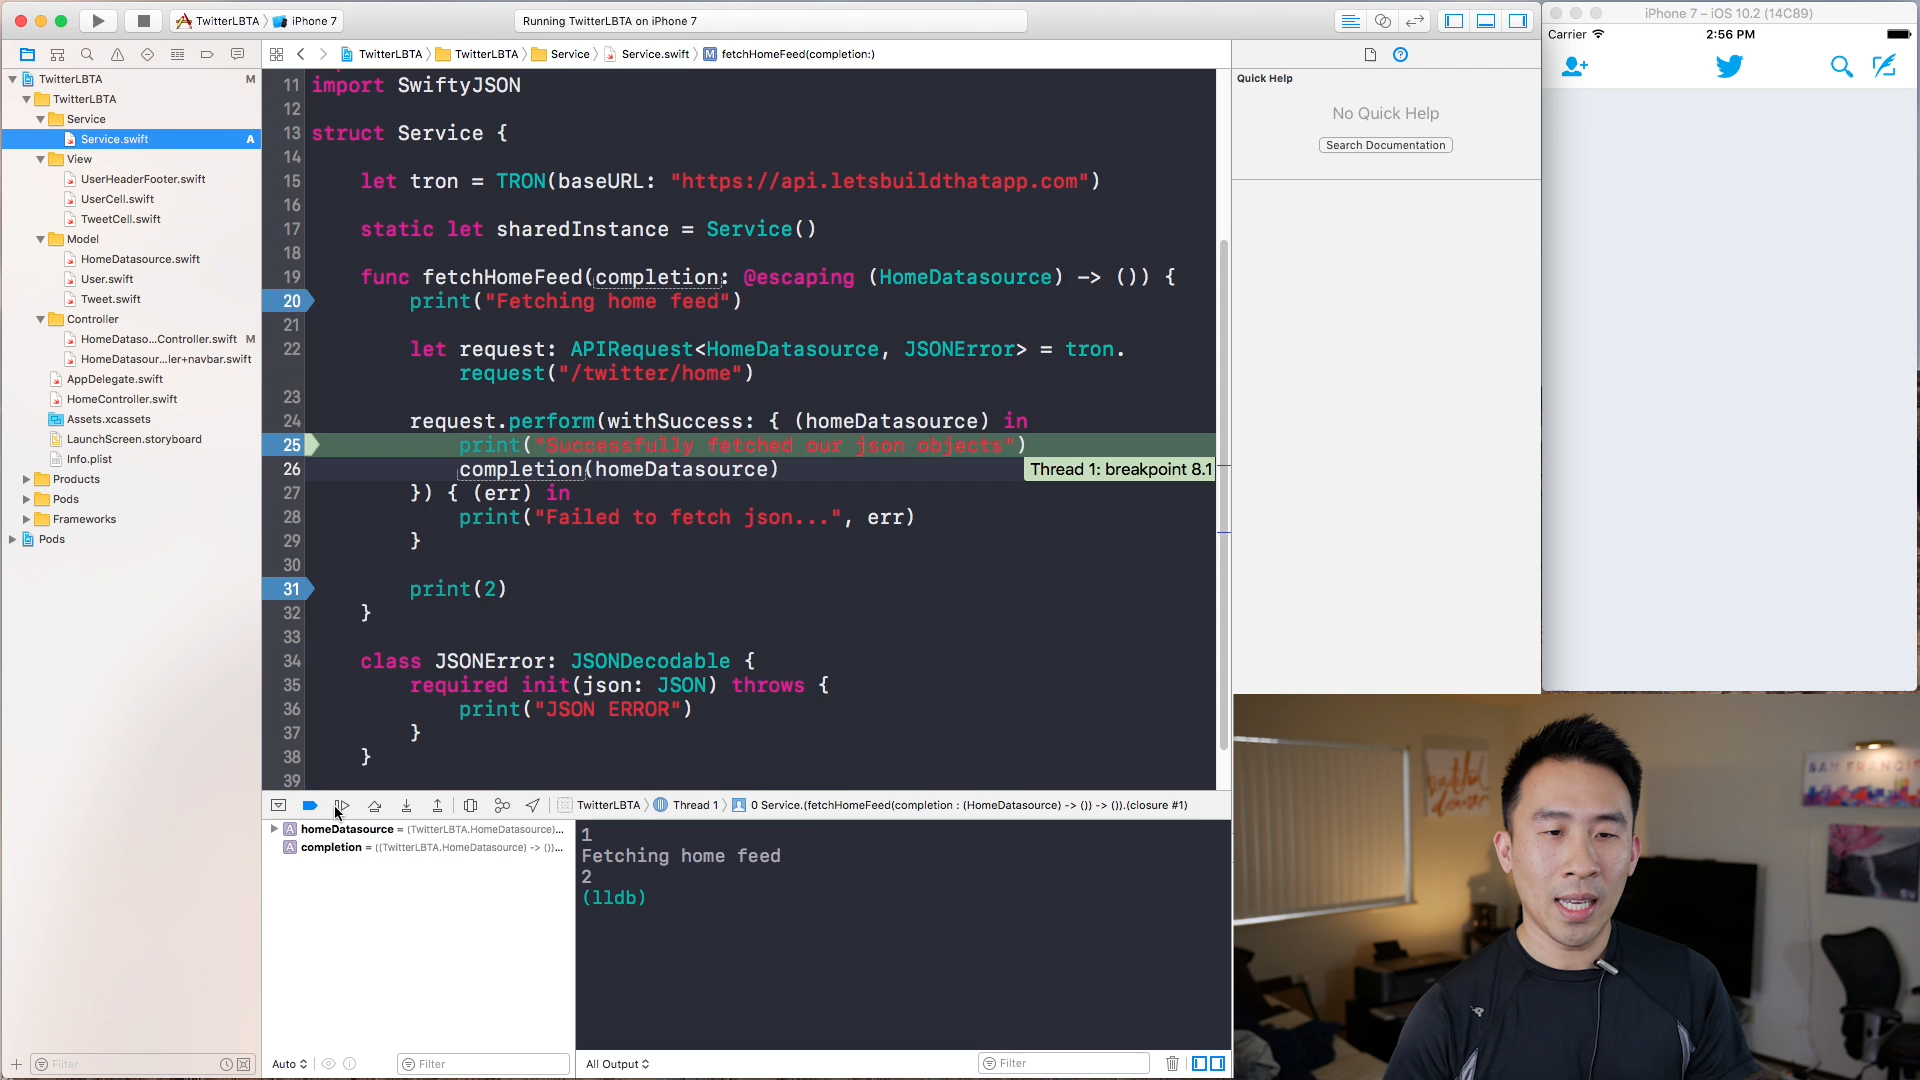 TwitterLBTA
iPhone 7
Running TwitterLBTA on iPhone 7
iPhone 7 – iOS 10.2 (14C89)
Carrier
2:56 PM
TwitterLBTA
TwitterLBTA
Service
Service.swift
fetchHomeFeed(completion:)
Quick Help
No Quick Help
Search Documentation
TwitterLBTA M
TwitterLBTA
Service
Service.swift A
View
UserHeaderFooter.swift
UserCell.swift
TweetCell.swift
Model
HomeDatasource.swift
User.swift
Tweet.swift
Controller
HomeDataso...Controller.swift M
HomeDatasour...ler+navbar.swift
AppDelegate.swift
HomeController.swift
Assets.xcassets
LaunchScreen.storyboard
Info.plist
Products
Pods
Frameworks
Pods
11 import SwiftyJSON
12
13 struct Service {
14
15 let tron = TRON(baseURL: "https://api.letsbuildthatapp.com")
16
17 static let sharedInstance = Service()
18
19 func fetchHomeFeed(completion: @escaping (HomeDatasource) -> ()) {
20 print("Fetching home feed")
21
22 let request: APIRequest<HomeDatasource, JSONError> = tron.
request("/twitter/home")
23
24 request.perform(withSuccess: { (homeDatasource) in
25 print("Successfully fetched our json objects")
26 completion(homeDatasource)
Thread 1: breakpoint 8.1
27 }) { (err) in
28 print("Failed to fetch json...", err)
29 }
30
31 print(2)
32 }
33
34 class JSONError: JSONDecodable {
35 required init(json: JSON) throws {
36 print("JSON ERROR")
37 }
38 }
39
TwitterLBTA
Thread 1
0 Service.(fetchHomeFeed(completion : (HomeDatasource) -> ()) -> ()).(closure #1)
A homeDatasource = (TwitterLBTA.HomeDatasource)...
A completion = ((TwitterLBTA.HomeDatasource) -> ())...
1
Fetching home feed
2
(lldb)
Filter
Auto
Filter
All Output
Filter
SAN FRANCIS